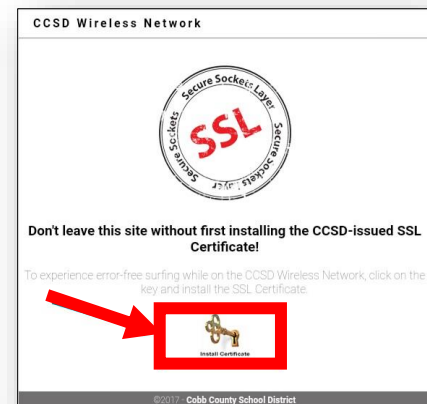 CCSD Wireless Network
Secure Sockets Layer
Secure Sockets
Secure Sockets Layer
SSL
Don't leave this site without first installing the CCSD-issued SSL
Certificate!
To experience error-free surfing while on the CCSD Wireless Network, click on the
key and install the SSL Certificate.
Install Certificate
©2017 - Cobb County School District